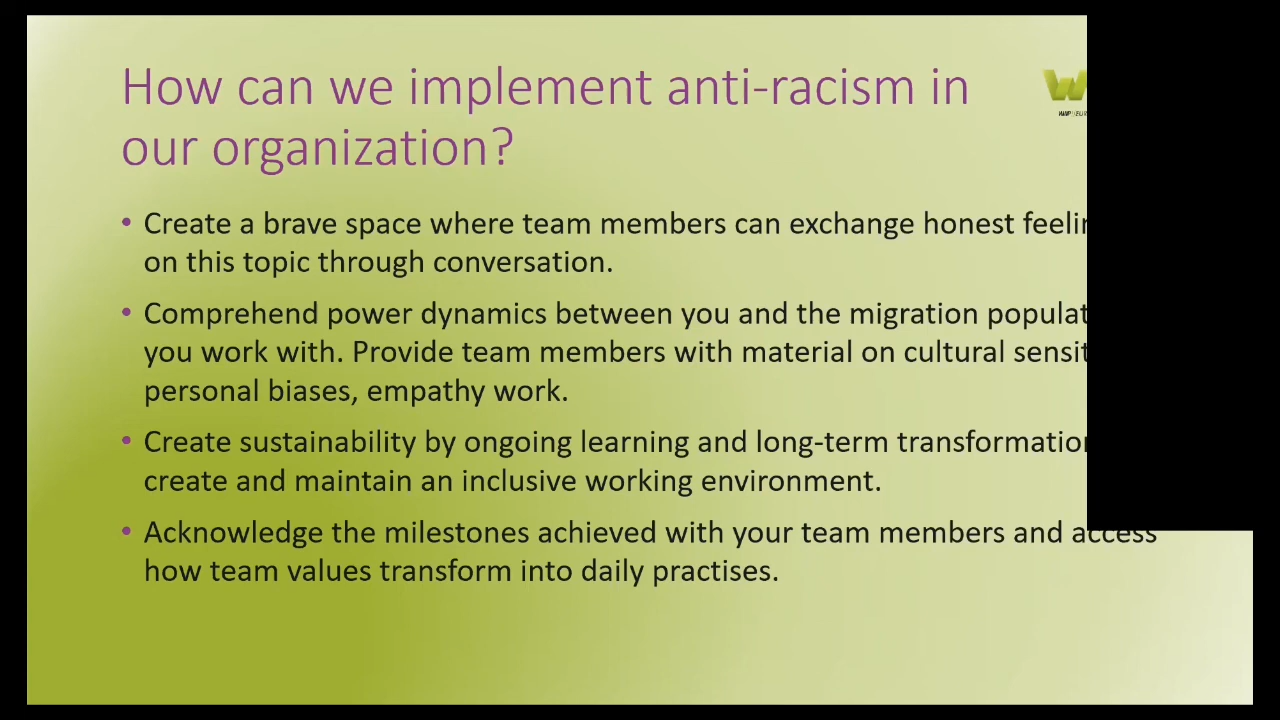 How can we implement anti-racism in
our organization?
• Create a brave space where team members can exchange honest
on this topic through conversation.
• Comprehend power dynamics between you and the migration
you work with. Provide team members with material on cultural
personal biases, empathy work.
• Create sustainability by ongoing learning and long-term
create and maintain an inclusive working environment.
• Acknowledge the milestones achieved with your team members and access
how team values transform into daily practises.